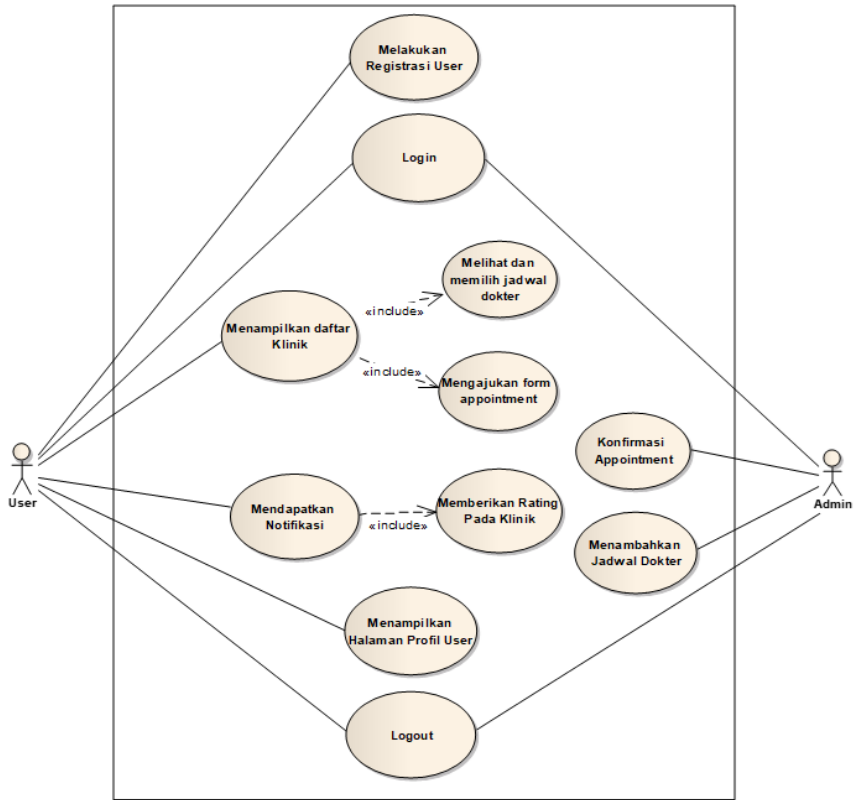 Melakukan
Registrasi User
Login
Melihat dan
memilih jadwal
dokter
«include»
Menampilkan daftar
Klinik
«include»
Mengajukan form
appointment
Konfirmasi
Appointment
User
Admin
Mendapatkan
Notifikasi
«include»
Memberikan Rating
Pada Klinik
Menambahkan
Jadwal Dokter
Menampilkan
Halaman Profil User
Logout